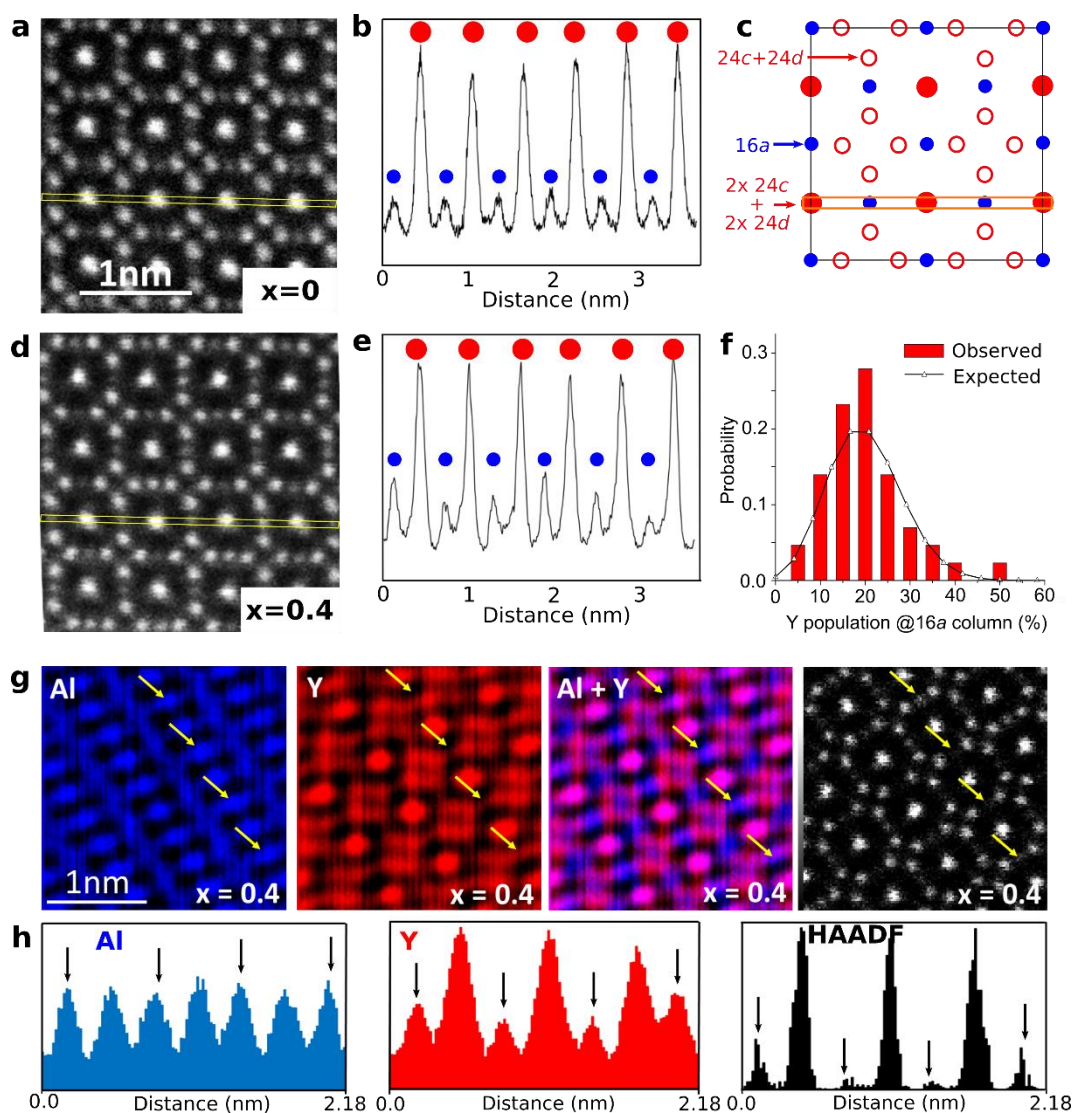 a
1nm
x=0
b
0 1 2 3
Distance (nm)
c
24c+24d
16a
2x 24c
+
2x 24d
d
x=0.4
e
0 1 2 3
Distance (nm)
f
Observed
Expected
Probability
0.3
0.2
0.1
0.0
0 10 20 30 40 50 60
Y population @16a column (%)
g
Al
1nm
x = 0.4
Y
x = 0.4
Al + Y
x = 0.4
x = 0.4
h
Al
0.0 Distance (nm) 2.18
Y
0.0 Distance (nm) 2.18
HAADF
0.0 Distance (nm) 2.18